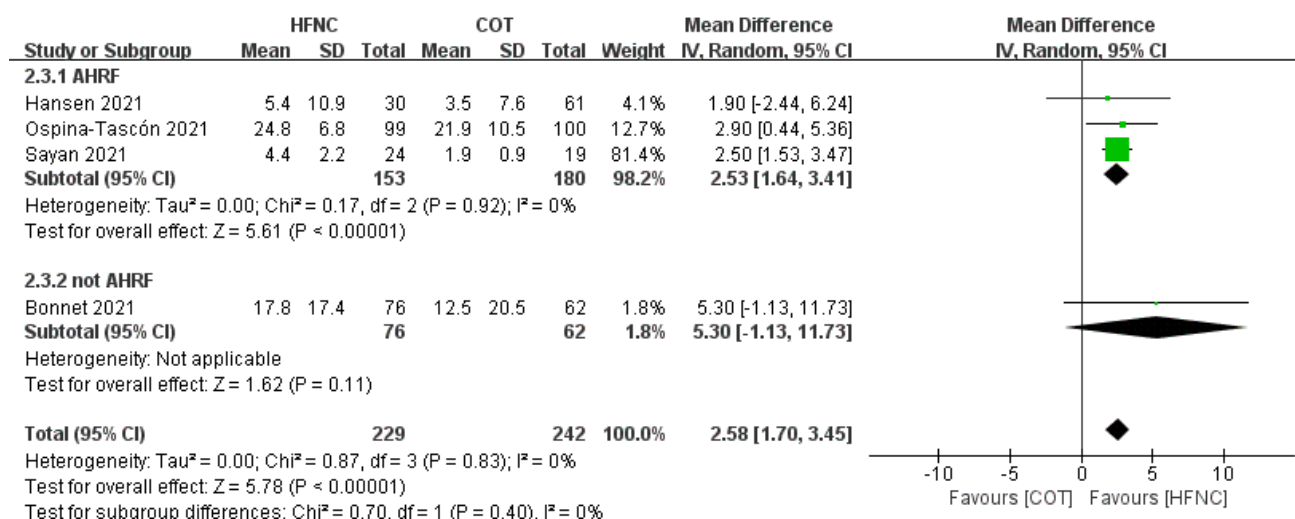 HFNC COT Mean Difference Mean Difference
Study or Subgroup Mean SD Total Mean SD Total Weight IV, Random, 95% CI IV, Random, 95% CI
2.3.1 AHRF
Hansen 2021 5.4 10.9 30 3.5 7.6 61 4.1% 1.90 [-2.44, 6.24]
Ospina-Tascón 2021 24.8 6.8 99 21.9 10.5 100 12.7% 2.90 [0.44, 5.36]
Sayan 2021 4.4 2.2 24 1.9 0.9 19 81.4% 2.50 [1.53, 3.47]
Subtotal (95% CI) 153 180 98.2% 2.53 [1.64, 3.41]
Heterogeneity: Tau² = 0.00; Chi² = 0.17, df = 2 (P = 0.92); I² = 0%
Test for overall effect: Z = 5.61 (P < 0.00001)
2.3.2 not AHRF
Bonnet 2021 17.8 17.4 76 12.5 20.5 62 1.8% 5.30 [-1.13, 11.73]
Subtotal (95% CI) 76 62 1.8% 5.30 [-1.13, 11.73]
Heterogeneity: Not applicable
Test for overall effect: Z = 1.62 (P = 0.11)
Total (95% CI) 229 242 100.0% 2.58 [1.70, 3.45]
Heterogeneity: Tau² = 0.00; Chi² = 0.87, df = 3 (P = 0.83); I² = 0%
Test for overall effect: Z = 5.78 (P < 0.00001)
Test for subgroup differences: Chi² = 0.70, df = 1 (P = 0.40), I² = 0%
-10 -5 0 5 10
Favours [COT] Favours [HFNC]